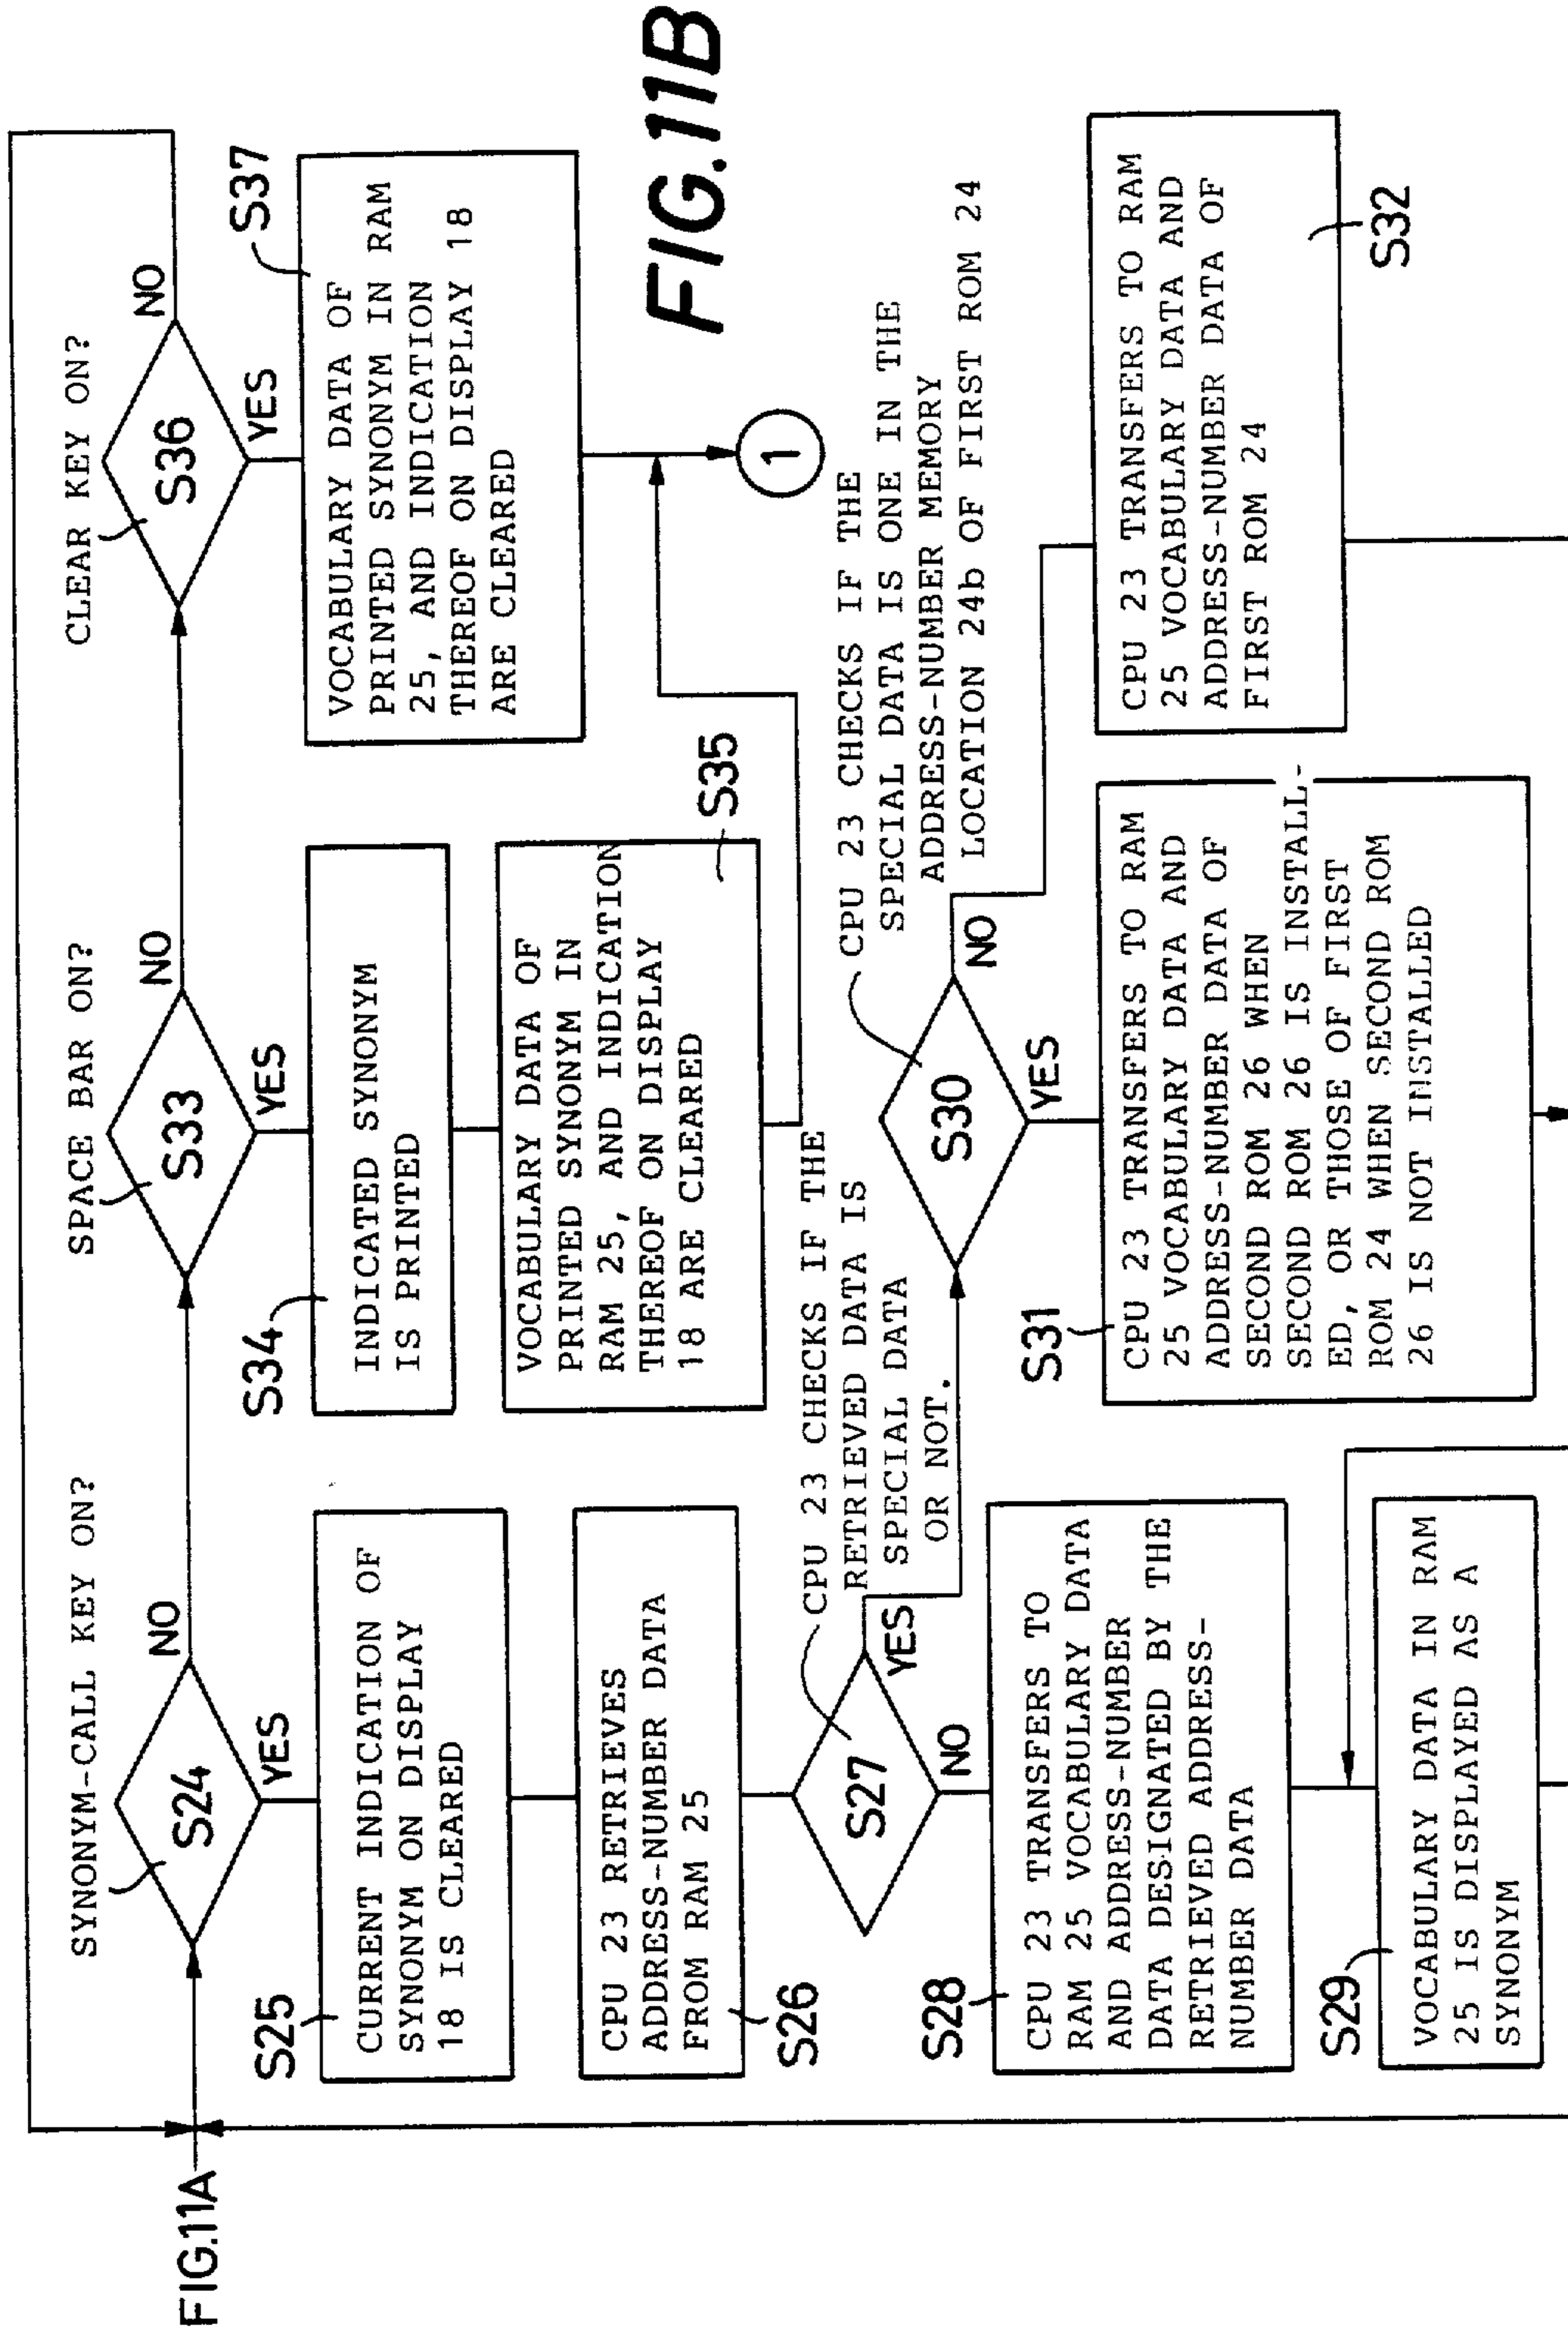 FIG.11A
SYNONYM-CALL KEY ON?
S24
NO
YES
S25
CURRENT INDICATION OF
SYNONYM ON DISPLAY
18 IS CLEARED
CPU 23 RETRIEVES
ADDRESS-NUMBER DATA
FROM RAM 25
S26
CPU 23 CHECKS IF THE
RETRIEVED DATA IS
SPECIAL DATA
OR NOT.
S27
YES
NO
S28
CPU 23 TRANSFERS TO
RAM 25 VOCABULARY DATA
AND ADDRESS-NUMBER
DATA DESIGNATED BY THE
RETRIEVED ADDRESS-
NUMBER DATA
S29
VOCABULARY DATA IN RAM
25 IS DISPLAYED AS A
SYNONYM
SPACE BAR ON?
S33
NO
YES
S34
INDICATED SYNONYM
IS PRINTED
VOCABULARY DATA OF
PRINTED SYNONYM IN
RAM 25, AND INDICATION
THEREOF ON DISPLAY
18 ARE CLEARED
S35
CPU 23 CHECKS IF THE
SPECIAL DATA IS ONE IN THE
ADDRESS-NUMBER MEMORY
LOCATION 24b OF FIRST ROM 24
S30
NO
YES
S31
CPU 23 TRANSFERS TO RAM
25 VOCABULARY DATA AND
ADDRESS-NUMBER DATA OF
SECOND ROM 26 WHEN
SECOND ROM 26 IS INSTALL-
ED, OR THOSE OF FIRST
ROM 24 WHEN SECOND ROM
26 IS NOT INSTALLED
CLEAR KEY ON?
S36
NO
YES
S37
VOCABULARY DATA OF
PRINTED SYNONYM IN RAM
25, AND INDICATION
THEREOF ON DISPLAY 18
ARE CLEARED
1
FIG.11B
CPU 23 TRANSFERS TO RAM
25 VOCABULARY DATA AND
ADDRESS-NUMBER DATA OF
FIRST ROM 24
S32